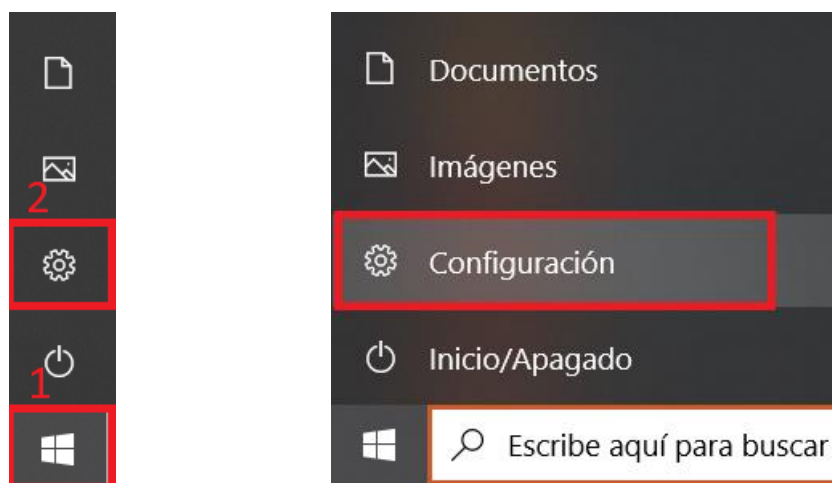 2
1
Documentos
Imágenes
Configuración
Inicio/Apagado
Escribe aquí para buscar